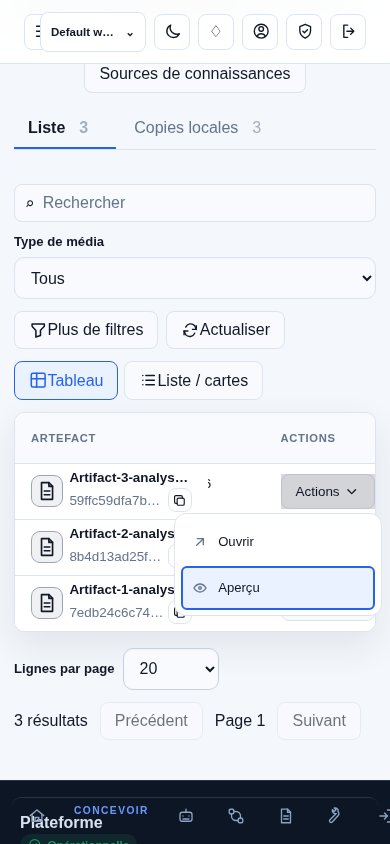 Default w...
Sources de connaissances
Liste 3
Copies locales 3
Rechercher
Type de média
Tous
Plus de filtres
Actualiser
Tableau
Liste / cartes
ARTEFACT ACTIONS
Artifact-3-analys...
59ffc59dfa7b...
Actions
Artifact-2-analys
8b4d13ad25f...
Ouvrir
Aperçu
Artifact-1-analys
7edb24c6c74...
Lignes par page 20
3 résultats Précédent Page 1 Suivant
CONCEVOIR
Plateforme
Opérationnelle